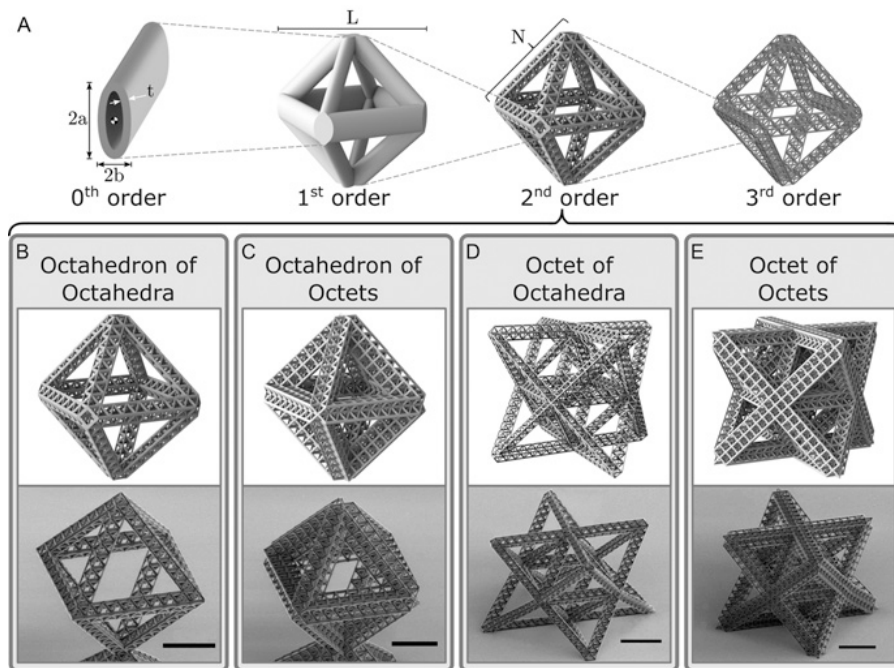 A
L
N
t
2a
2b
0th order
1st order
2nd order
3rd order
B
Octahedron of
Octahedra
C
Octahedron of
Octets
D
Octet of
Octahedra
E
Octet of
Octets